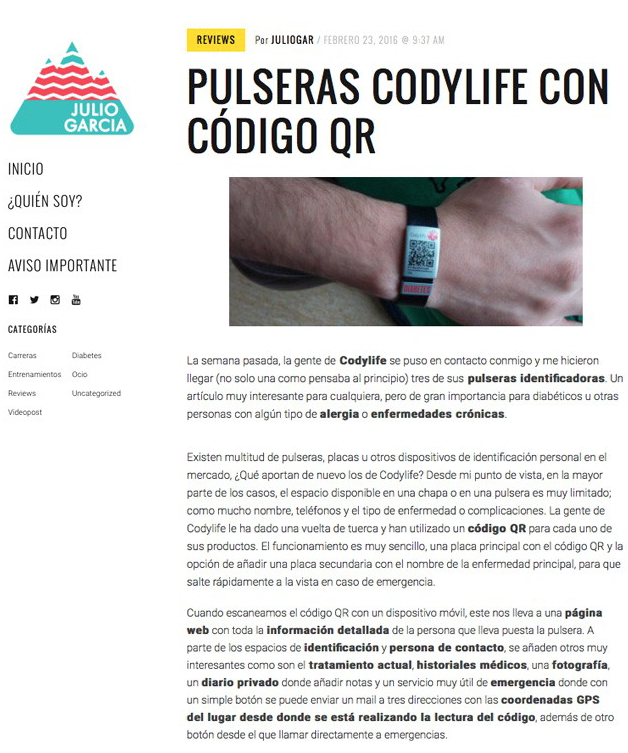 REVIEWS Por JULIOGAR / FEBRERO 23, 2016 @ 9:37 AM
JULIO
GARCIA
PULSERAS CODYLIFE CON
CÓDIGO QR
INICIO
¿QUIÉN SOY?
CONTACTO
AVISO IMPORTANTE
CATEGORÍAS
Carreras Diabetes
Entrenamientos Ocio
Reviews Uncategorized
Videopost
DIABETES
La semana pasada, la gente de Codylife se puso en contacto conmigo y me hicieron
llegar (no solo una como pensaba al principio) tres de sus pulseras identificadoras. Un
artículo muy interesante para cualquiera, pero de gran importancia para diabéticos u otras
personas con algún tipo de alergia o enfermedades crónicas.
Existen multitud de pulseras, placas u otros dispositivos de identificación personal en el
mercado, ¿Qué aportan de nuevo los de Codylife? Desde mi punto de vista, en la mayor
parte de los casos, el espacio disponible en una chapa o en una pulsera es muy limitado;
como mucho nombre, teléfonos y el tipo de enfermedad o complicaciones. La gente de
Codylife le ha dado una vuelta de tuerca y han utilizado un código QR para cada uno de
sus productos. El funcionamiento es muy sencillo, una placa principal con el código QR y la
opción de añadir una placa secundaria con el nombre de la enfermedad principal, para que
salte rápidamente a la vista en caso de emergencia.
Cuando escaneamos el código QR con un dispositivo móvil, este nos lleva a una página
web con toda la información detallada de la persona que lleva puesta la pulsera. A
parte de los espacios de identificación y persona de contacto, se añaden otros muy
interesantes como son el tratamiento actual, historiales médicos, una fotografía,
un diario privado donde añadir notas y un servicio muy útil de emergencia donde con
un simple botón se puede enviar un mail a tres direcciones con las coordenadas GPS
del lugar desde donde se está realizando la lectura del código, además de otro
botón desde el que llamar directamente a emergencias.